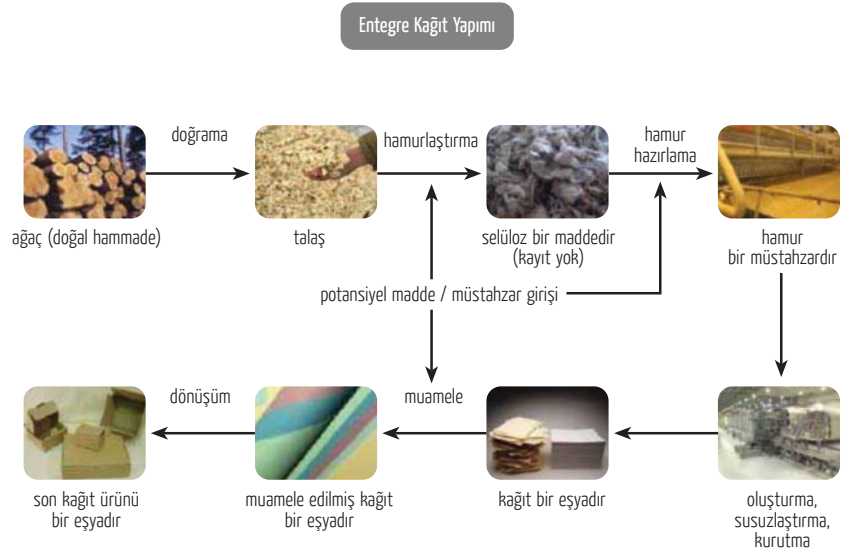 Entegre Kağıt Yapımı
doğrama
hamurlaştırma
hamur
hazırlama
ağaç (doğal hammade)
talaş
selüloz bir maddedir
(kayıt yok)
hamur
bir müstahzardır
potansiyel madde / müstahzar girişi
dönüşüm
muamele
son kağıt ürünü
bir eşyadır
muamele edilmiş kağıt
bir eşyadır
kağıt bir eşyadır
oluşturma,
susuzlaştırma,
kurutma